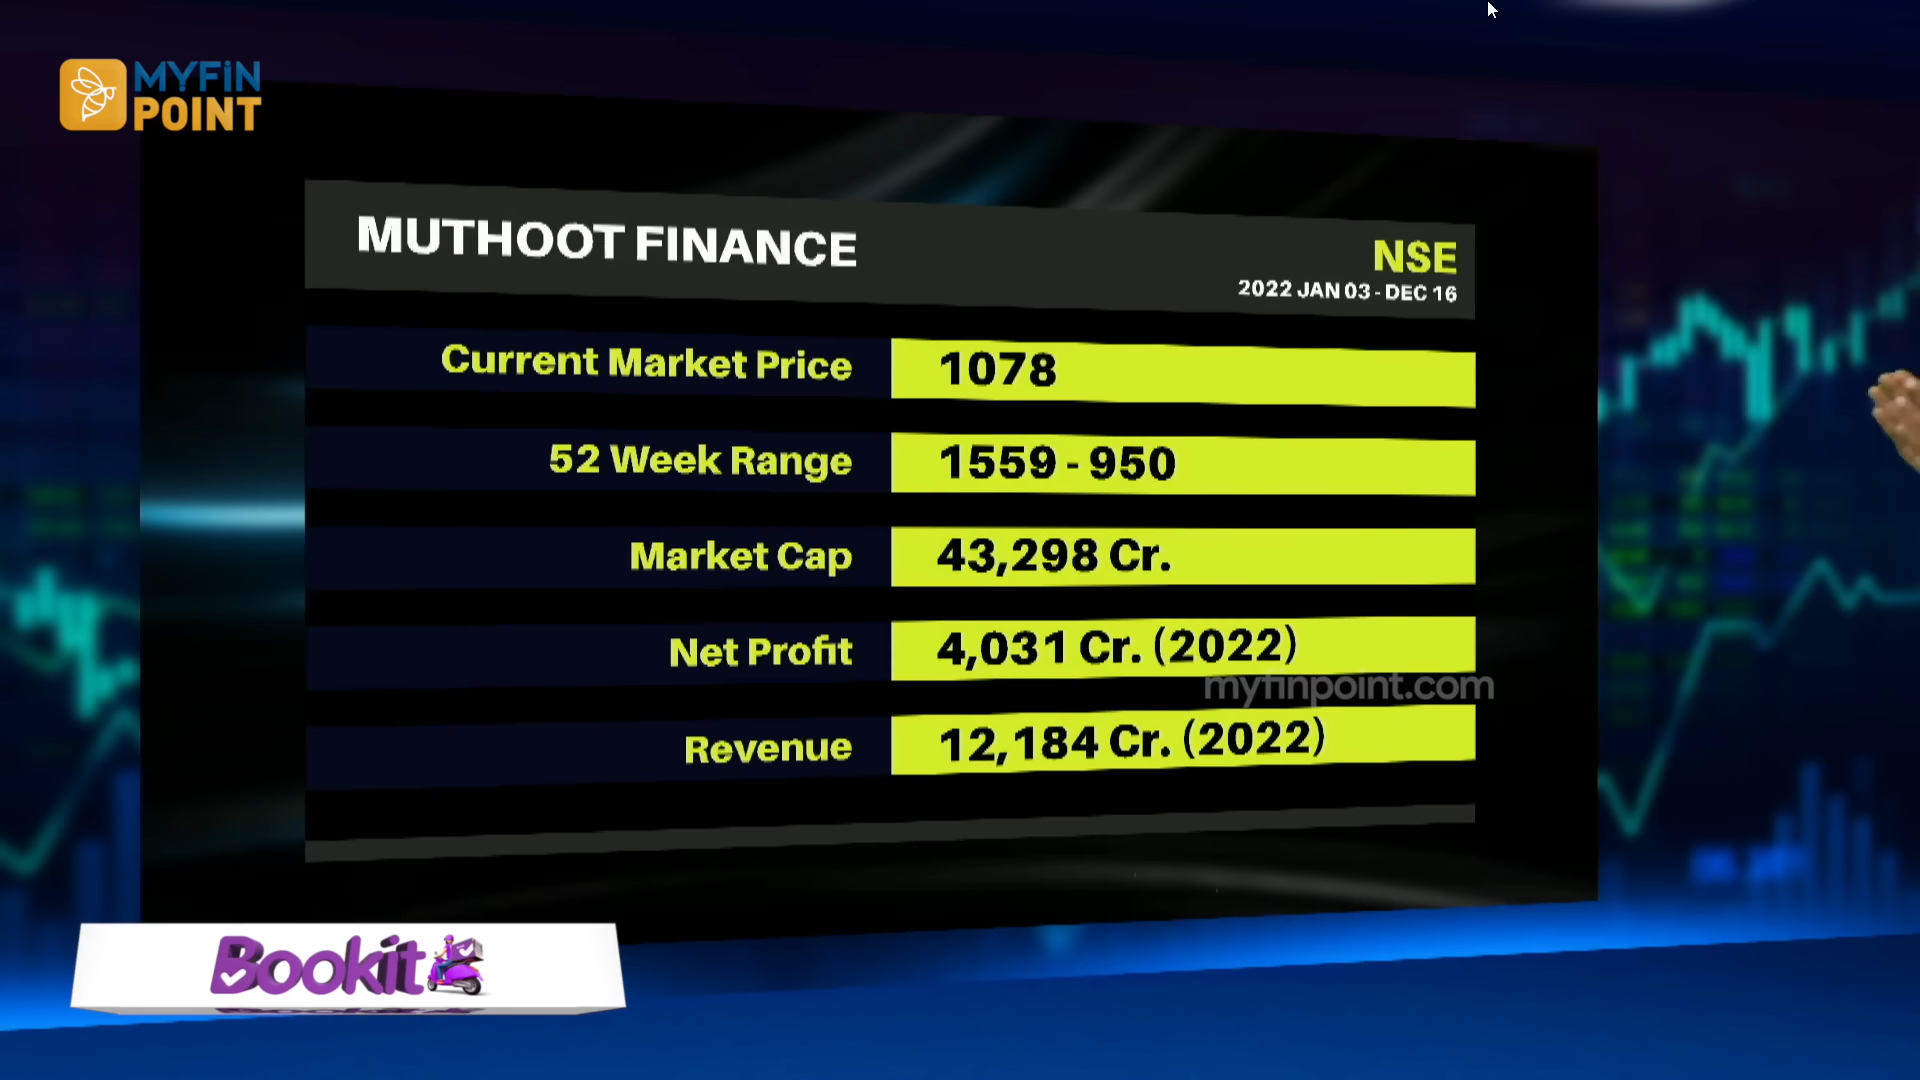 MYFiN
POINT
MUTHOOT FINANCE
NSE
2022 JAN 03 - DEC 16
Current Market Price
1078
52 Week Range
1559 - 950
Market Cap
43,298 Cr.
Net Profit
4,031 Cr. (2022)
myfinpoint.com
Revenue
12,184 Cr. (2022)
Bookit